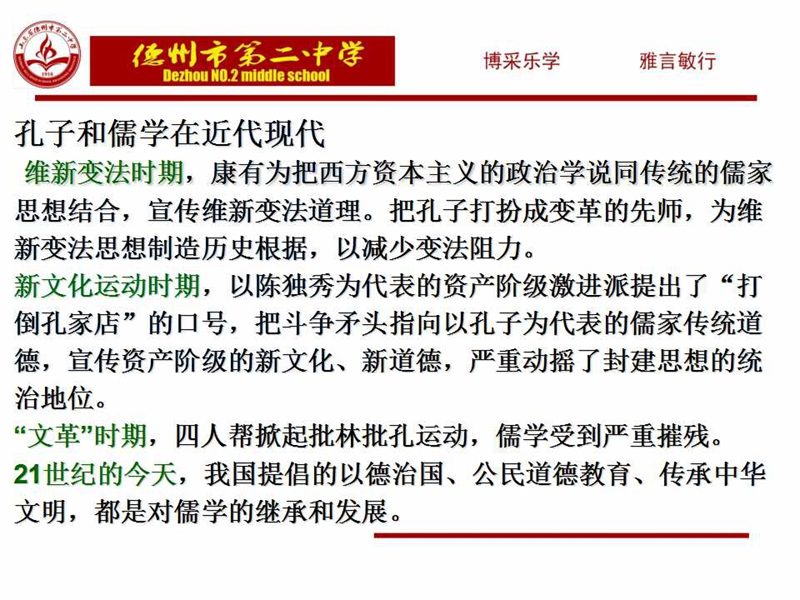 山东省德州市第二中学
1956
德州市第二中学
Dezhou NO.2 middle school
博采乐学 雅言敏行
孔子和儒学在近代现代
维新变法时期，康有为把西方资本主义的政治学说同传统的儒家
思想结合，宣传维新变法道理。把孔子打扮成变革的先师，为维
新变法思想制造历史根据，以减少变法阻力。
新文化运动时期，以陈独秀为代表的资产阶级激进派提出了“打
倒孔家店”的口号，把斗争矛头指向以孔子为代表的儒家传统道
德，宣传资产阶级的新文化、新道德，严重动摇了封建思想的统
治地位。
“文革”时期，四人帮掀起批林批孔运动，儒学受到严重摧残。
21世纪的今天，我国提倡的以德治国、公民道德教育、传承中华
文明，都是对儒学的继承和发展。